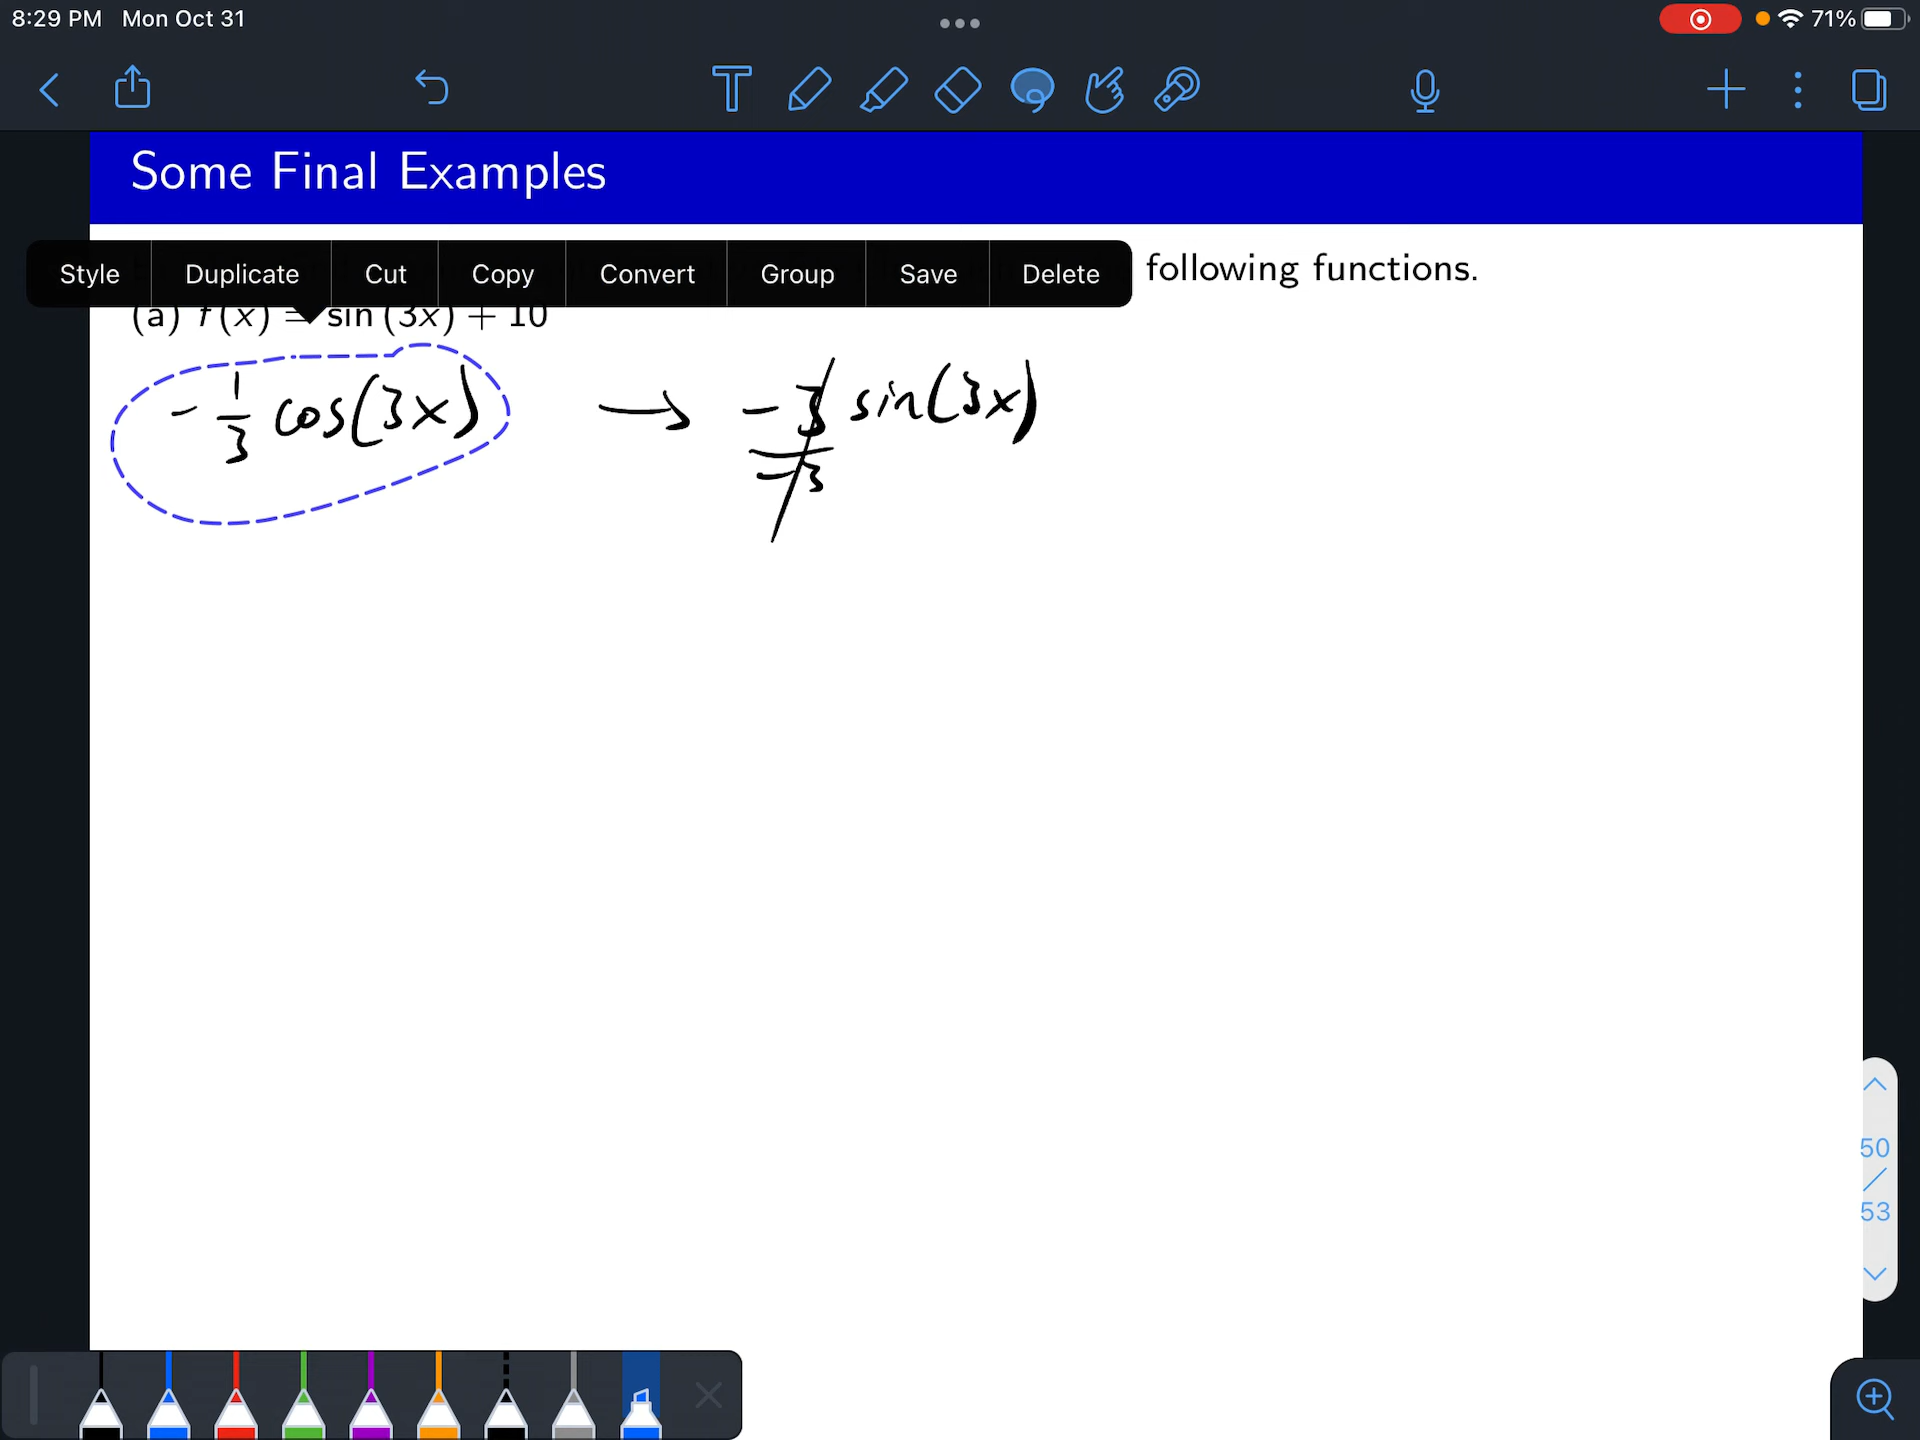 8:29 PM Mon Oct 31
71%
T
Some Final Examples
Style Duplicate Cut Copy Convert Group Save Delete
following functions.
(a) f(x) = sin (3x) + 10
-1/3 cos(3x) → -3/-3 sin(3x)
50
/
53